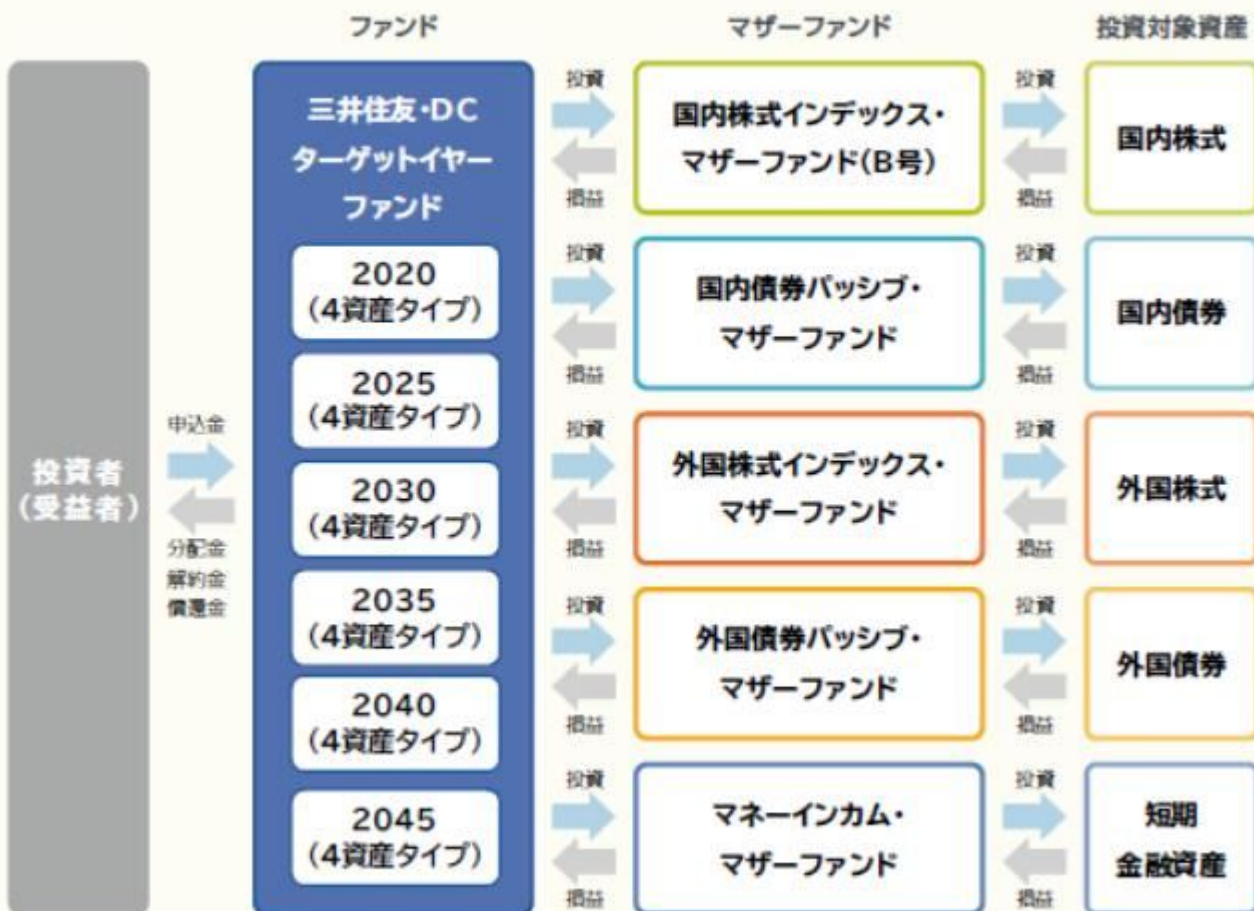 ファンド
マザーファンド
投資対象資産
投資者
(受益者)
申込金
分配金
解約金
償還金
三井住友・DC
ターゲットイヤー
ファンド
2020
(4資産タイプ)
2025
(4資産タイプ)
2030
(4資産タイプ)
2035
(4資産タイプ)
2040
(4資産タイプ)
2045
(4資産タイプ)
投資
損益
国内株式インデックス・
マザーファンド(B号)
投資
損益
国内株式
投資
損益
国内債券パッシブ・
マザーファンド
投資
損益
国内債券
投資
損益
外国株式インデックス・
マザーファンド
投資
損益
外国株式
投資
損益
外国債券パッシブ・
マザーファンド
投資
損益
外国債券
投資
損益
マネーインカム・
マザーファンド
投資
損益
短期
金融資産